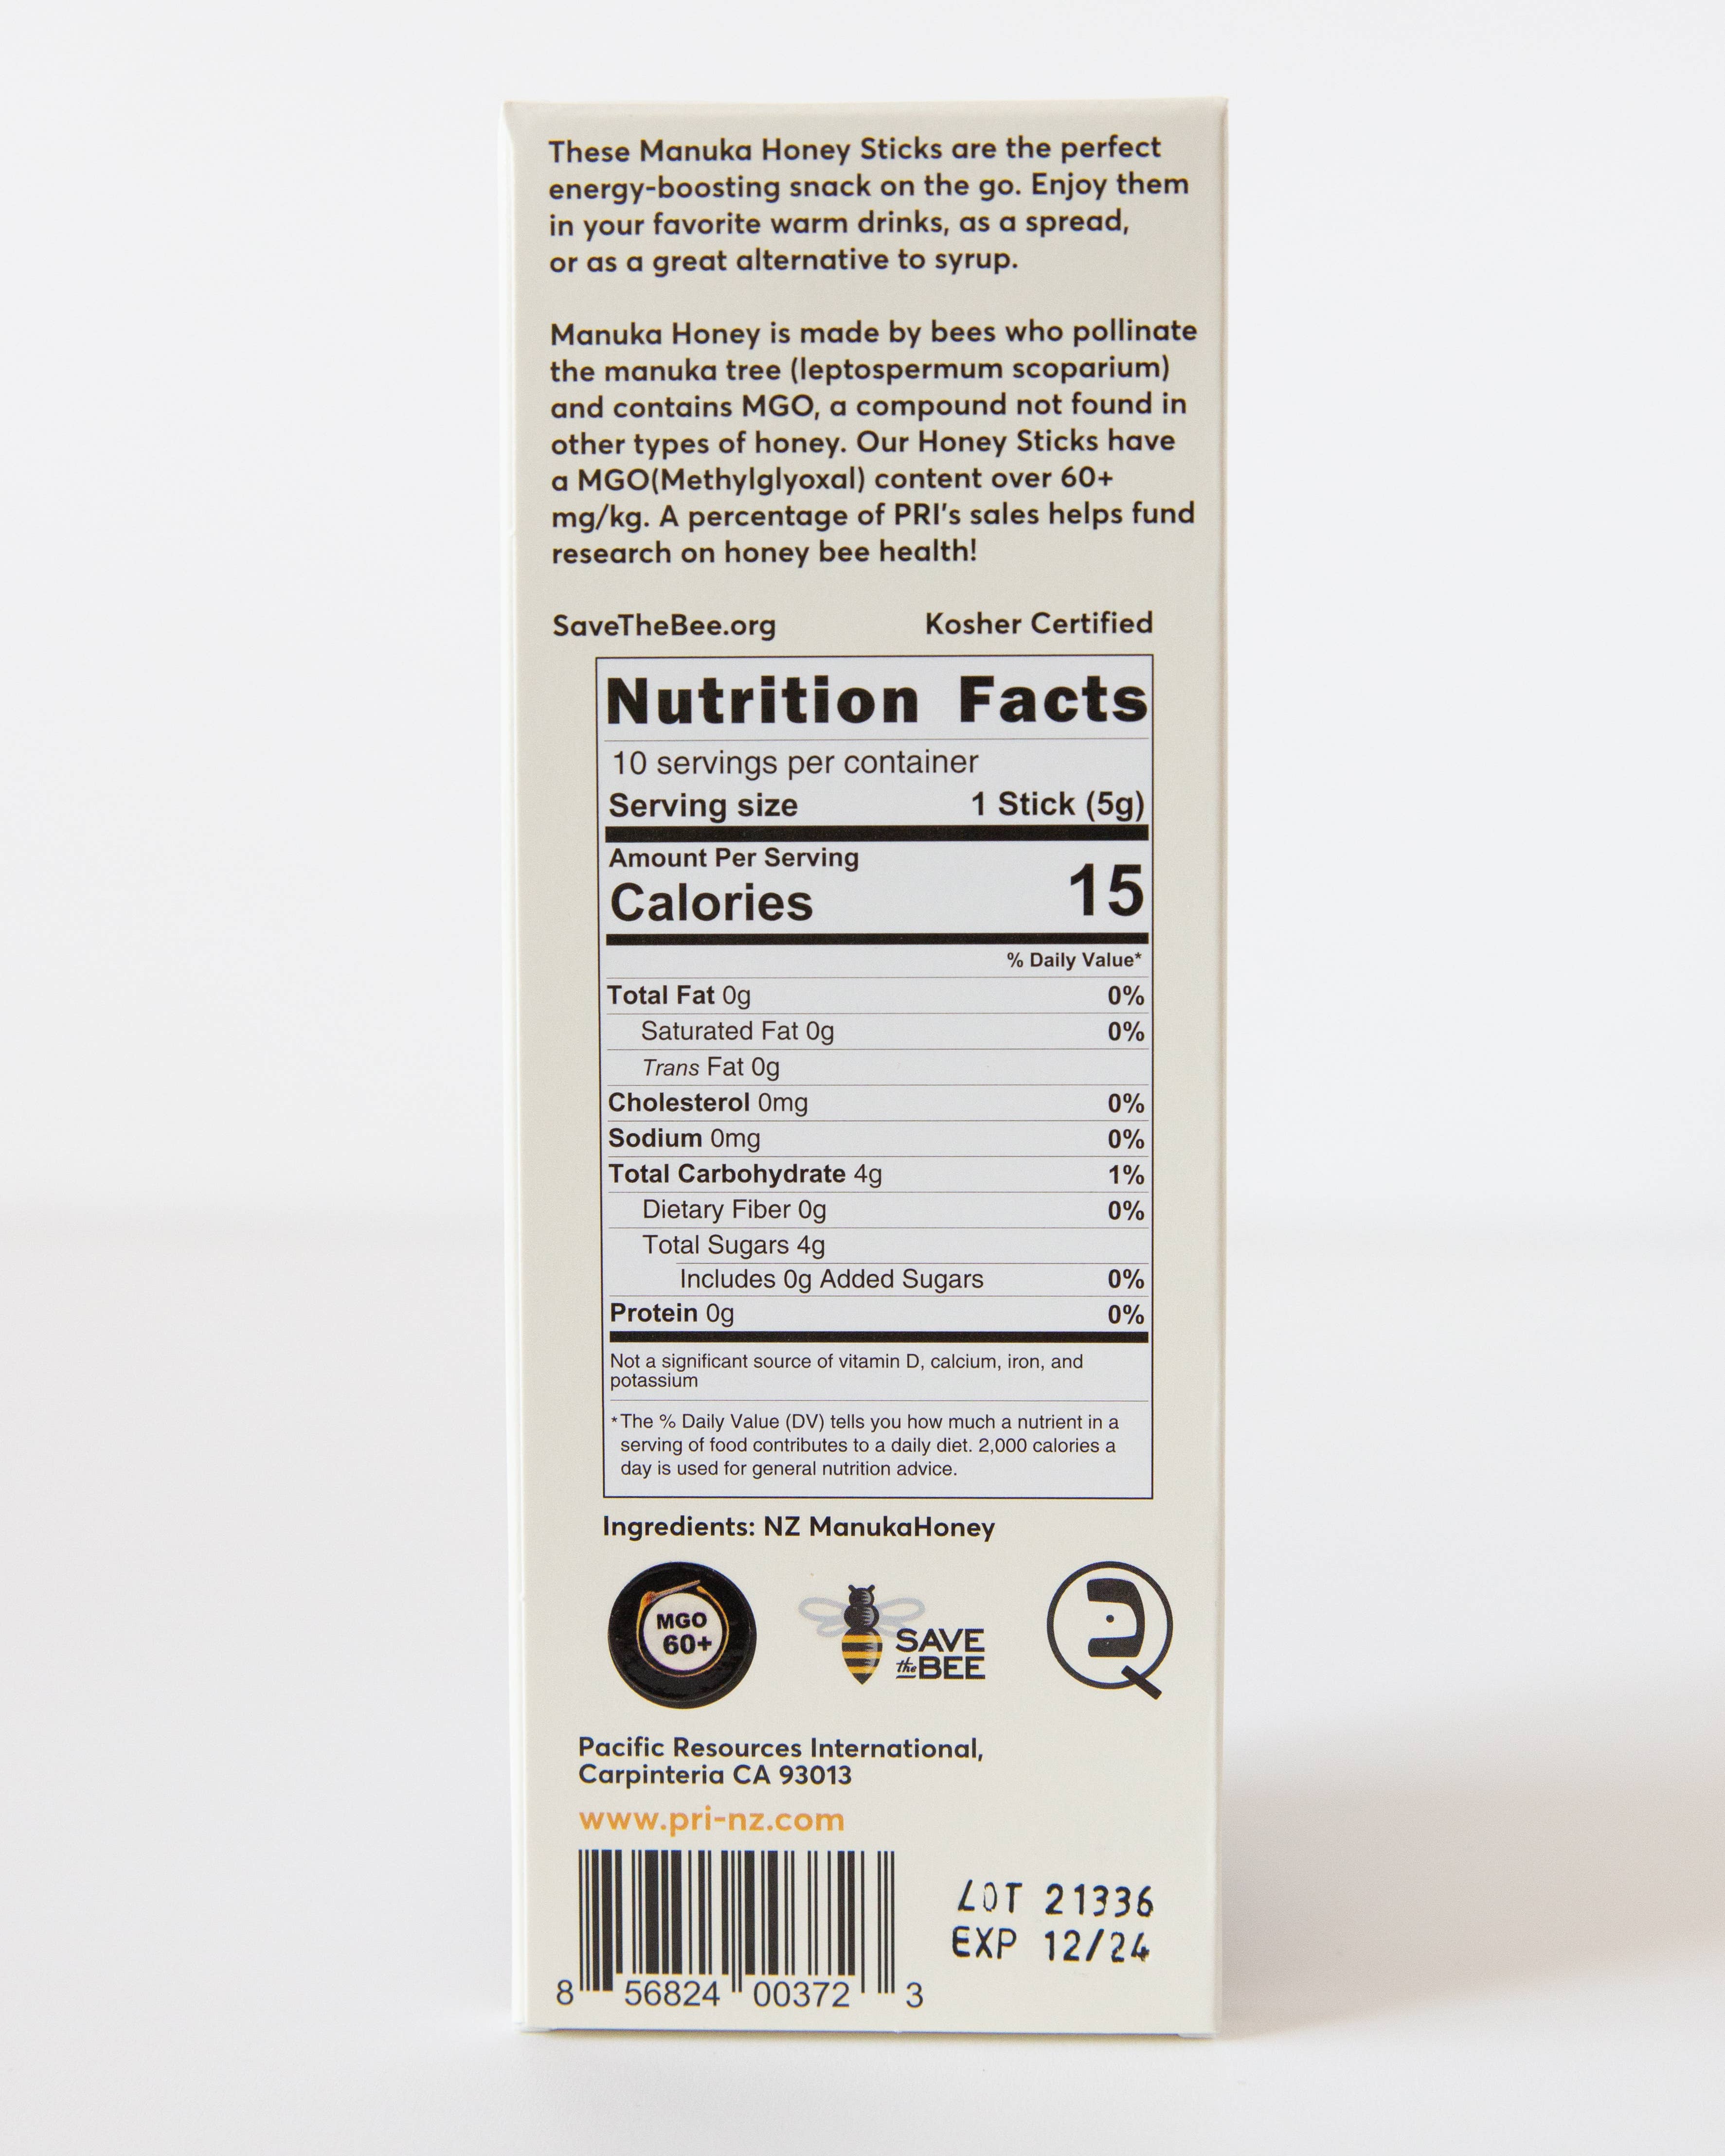 These Manuka Honey Sticks are the perfect
energy-boosting snack on the go. Enjoy them
in your favorite warm drinks, as a spread,
or as a great alternative to syrup.
Manuka Honey is made by bees who pollinate
the manuka tree (leptospermum scoparium)
and contains MGO, a compound not found in
other types of honey. Our Honey Sticks have
a MGO(Methylglyoxal) content over 60+
mg/kg. A percentage of PRI's sales helps fund
research on honey bee health!
SaveTheBee.org Kosher Certified
Nutrition Facts
10 servings per container
Serving size 1 Stick (5g)
Amount Per Serving
Calories 15
% Daily Value*
Total Fat 0g 0%
Saturated Fat 0g 0%
Trans Fat 0g
Cholesterol 0mg 0%
Sodium 0mg 0%
Total Carbohydrate 4g 1%
Dietary Fiber 0g 0%
Total Sugars 4g
Includes 0g Added Sugars 0%
Protein 0g 0%
Not a significant source of vitamin D, calcium, iron, and
potassium
*The % Daily Value (DV) tells you how much a nutrient in a
serving of food contributes to a daily diet. 2,000 calories a
day is used for general nutrition advice.
Ingredients: NZ ManukaHoney
MGO
60+
SAVE
the BEE
כּ
Pacific Resources International,
Carpinteria CA 93013
www.pri-nz.com
LOT 21336
EXP 12/24
8 56824 00372 3